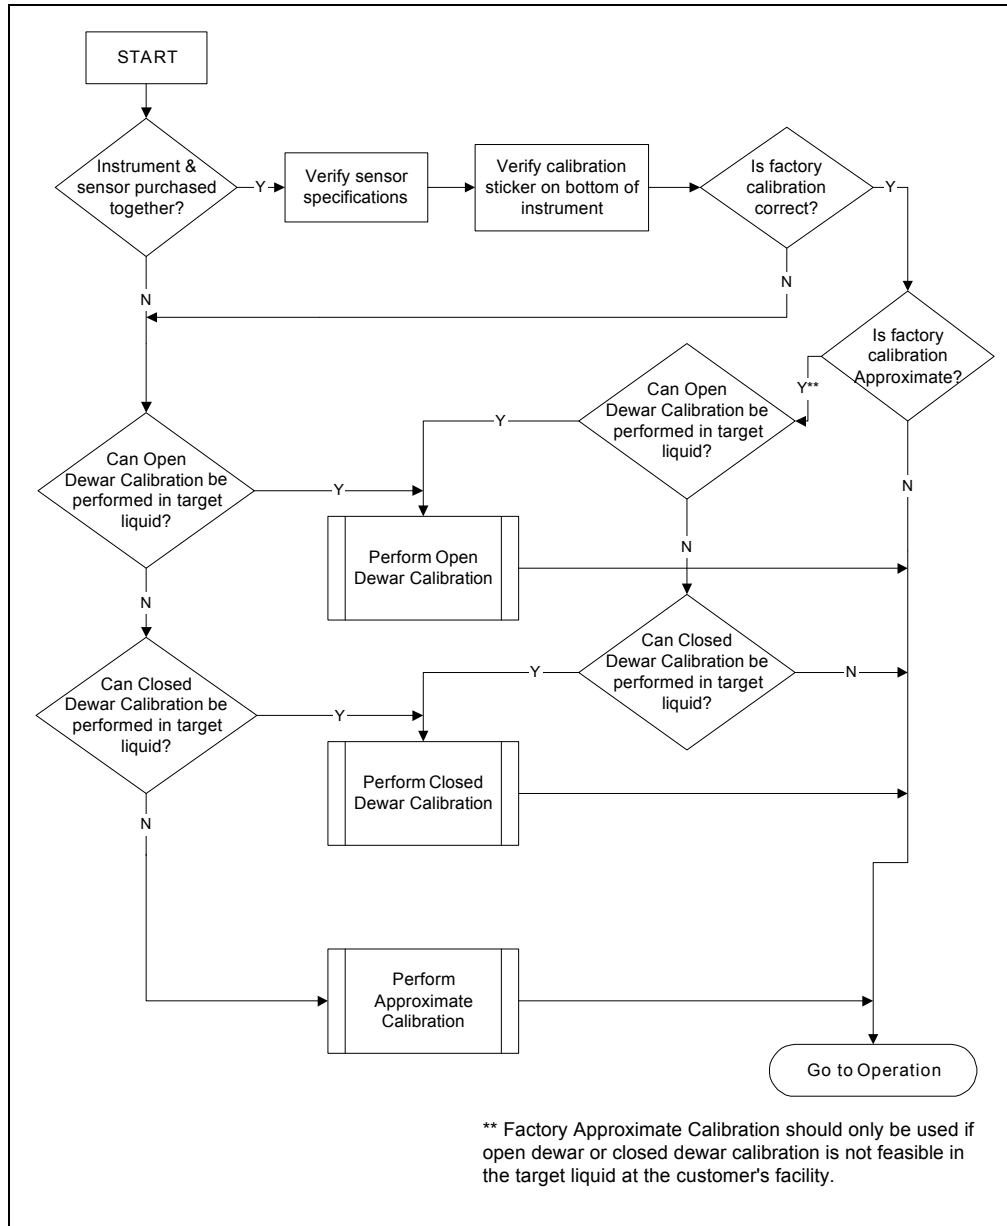 START
Instrument &
sensor purchased
together?
Y
Verify sensor
specifications
Verify calibration
sticker on bottom of
instrument
Is factory
calibration
correct?
Y
N
N
Is factory
calibration
Approximate?
Y**
Can Open
Dewar Calibration be
performed in target
liquid?
Y
Can Open
Dewar Calibration be
performed in target
liquid?
Y
N
Perform Open
Dewar Calibration
N
N
Can Closed
Dewar Calibration be
performed in target
liquid?
Y
N
Can Closed
Dewar Calibration be
performed in target
liquid?
Y
Perform Closed
Dewar Calibration
N
Perform
Approximate
Calibration
Go to Operation
** Factory Approximate Calibration should only be used if
open dewar or closed dewar calibration is not feasible in
the target liquid at the customer's facility.